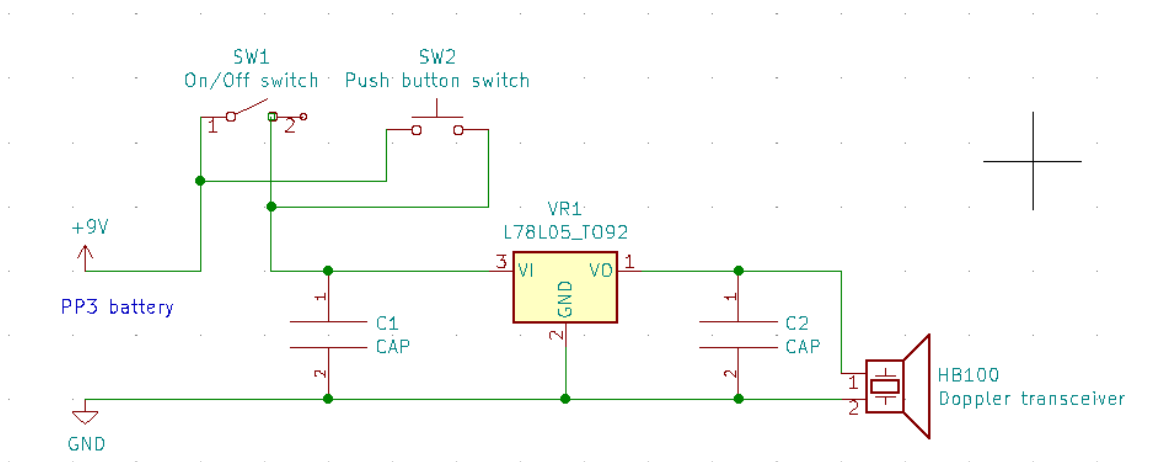 SW1
On/Off switch
1
2
SW2
Push button switch
+9V
PP3 battery
VR1
L78L05_TO92
3
VI
VO
1
GND
2
1
C1
CAP
2
1
C2
CAP
2
1
2
HB100
Doppler transceiver
GND